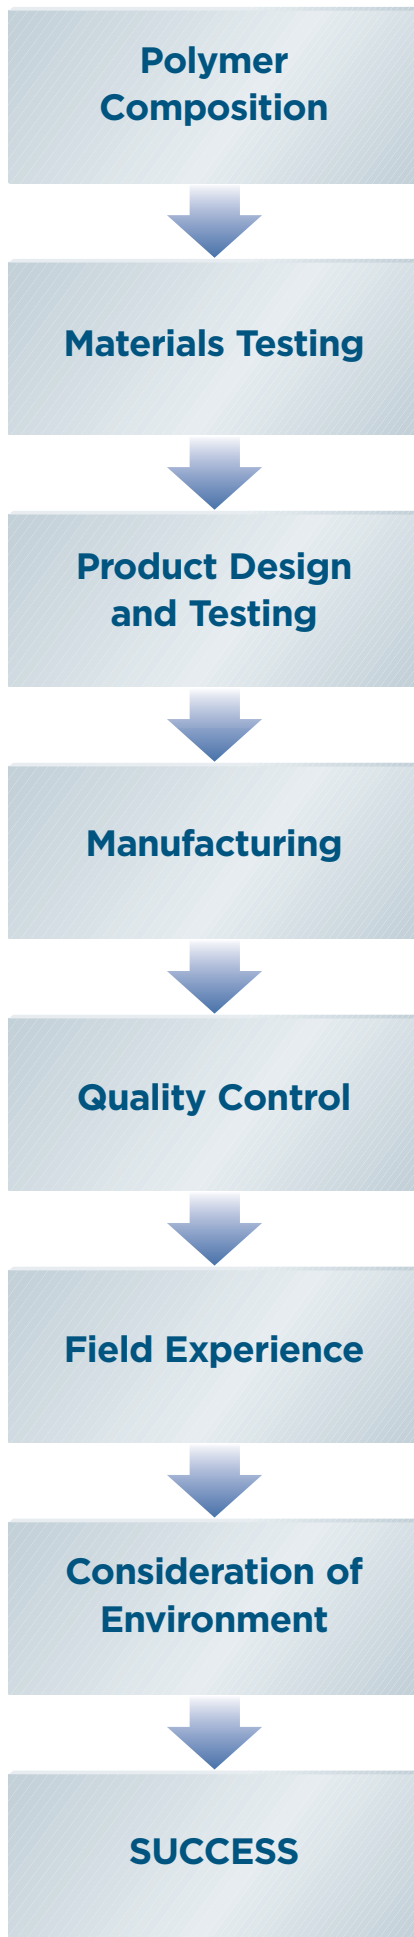 Polymer
Composition
Materials Testing
Product Design
and Testing
Manufacturing
Quality Control
Field Experience
Consideration of
Environment
SUCCESS